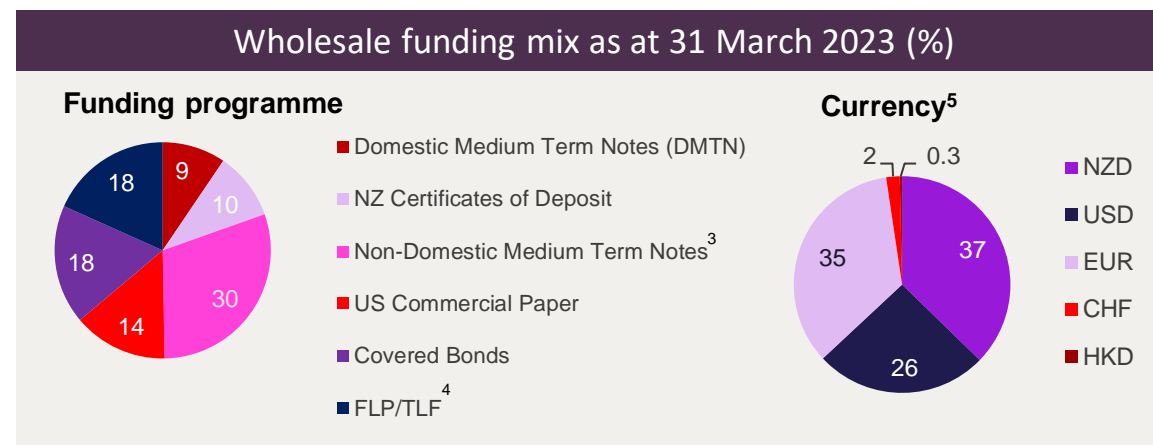 Wholesale funding mix as at 31 March 2023 (%)
Funding programme
9
10
30
14
18
18
Domestic Medium Term Notes (DMTN)
NZ Certificates of Deposit
Non-Domestic Medium Term Notes3
US Commercial Paper
Covered Bonds
FLP/TLF4
Currency5
2
0.3
37
26
35
NZD
USD
EUR
CHF
HKD